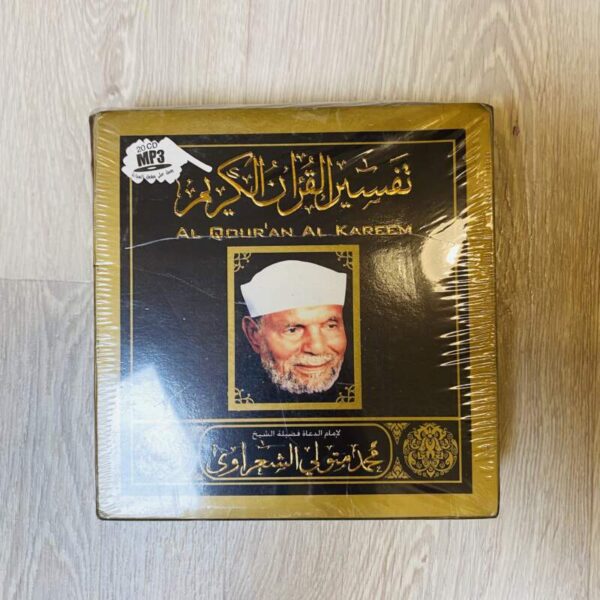 20 CD
MP3
تفسير القرآن الكريم
AL QOUR'AN AL KAREEM
لإمام الدعاة فضيلة الشيخ
محمد متولي الشعراوي